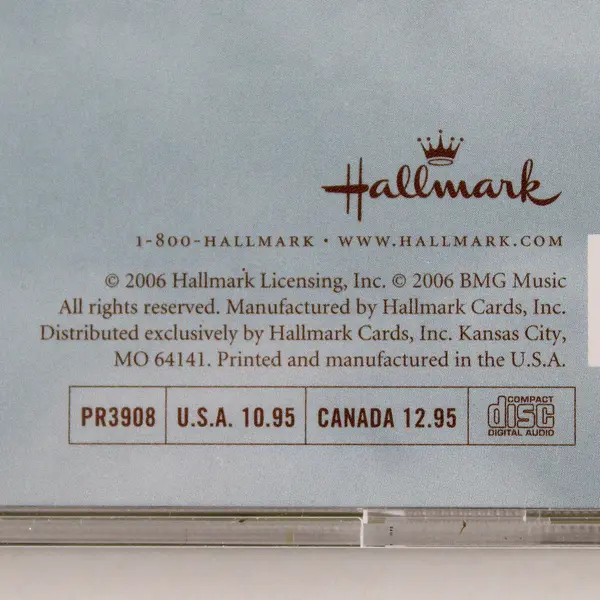 Hallmark
1-800-HALLMARK • WWW.HALLMARK.COM
© 2006 Hallmark Licensing, Inc. © 2006 BMG Music
All rights reserved. Manufactured by Hallmark Cards, Inc.
Distributed exclusively by Hallmark Cards, Inc. Kansas City,
MO 64141. Printed and manufactured in the U.S.A.
PR3908 U.S.A. 10.95 CANADA 12.95
COMPACT
disc
DIGITAL AUDIO